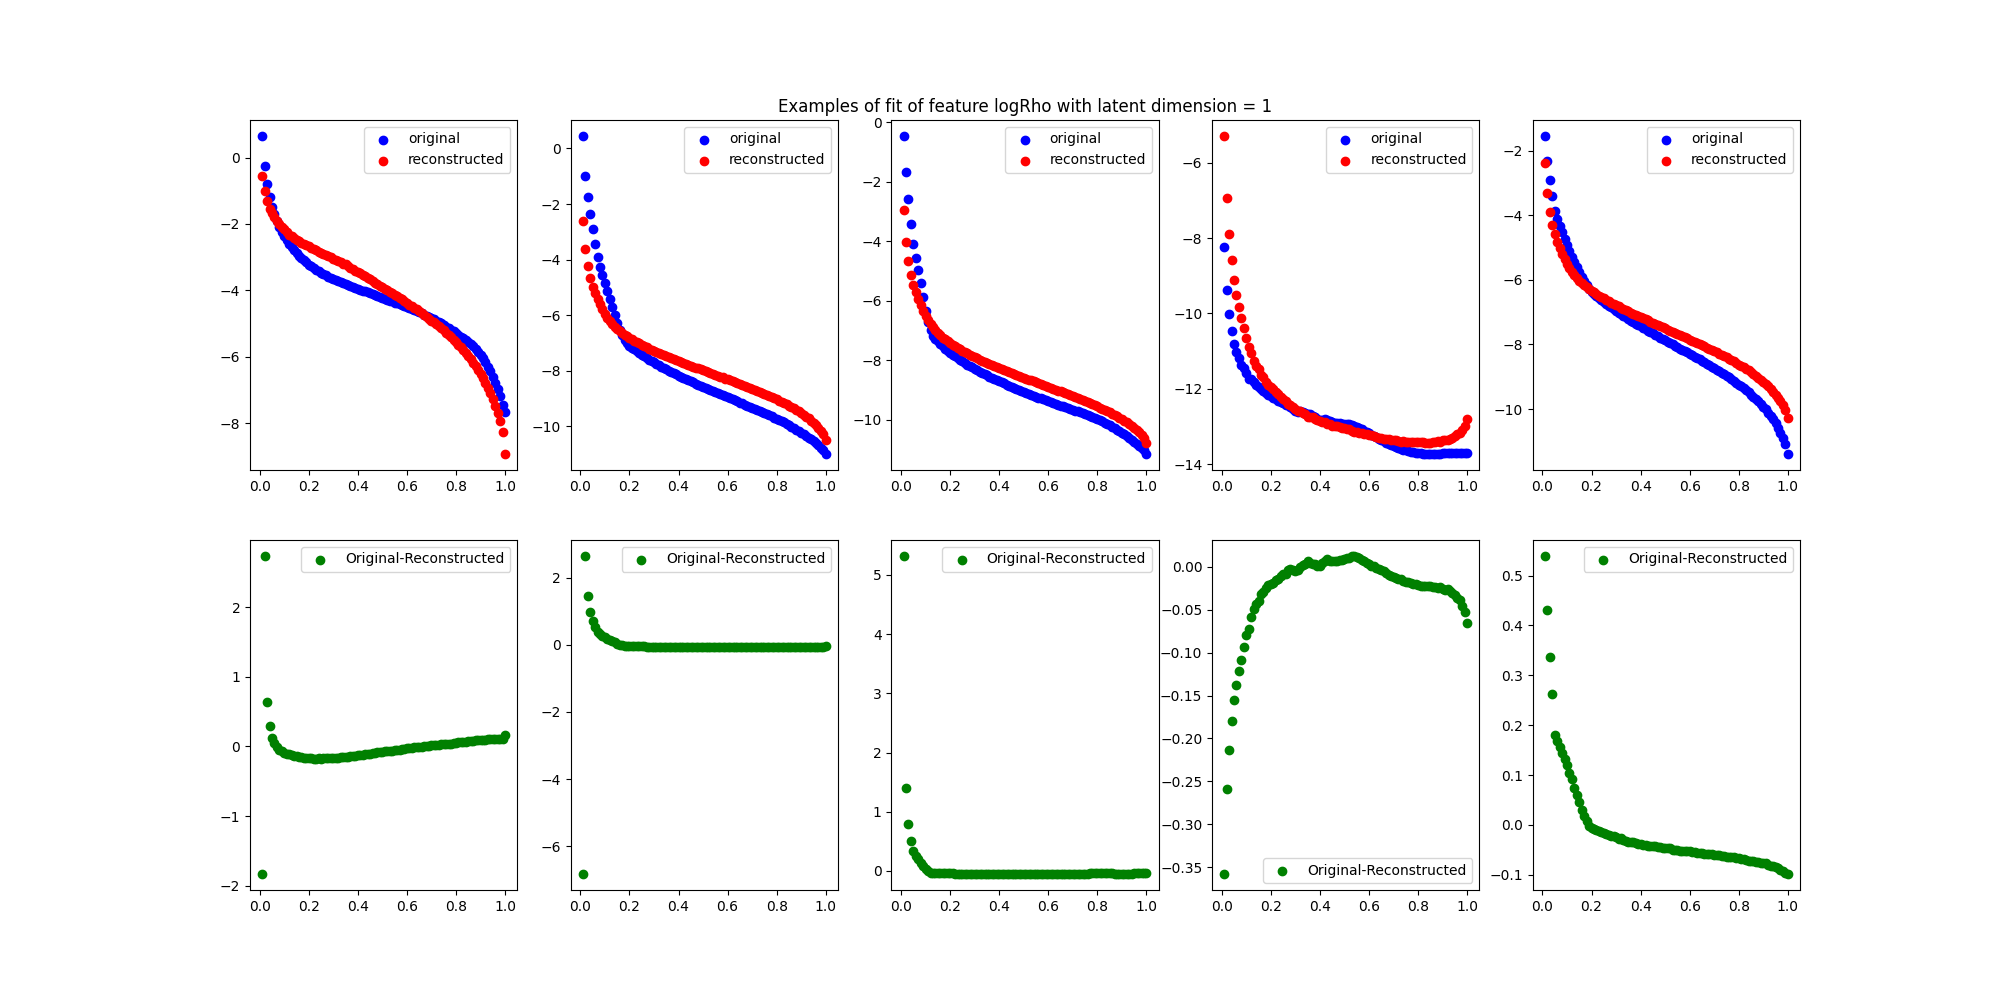 Examples of fit of feature logRho with latent dimension = 1
original
reconstructed
0
−2
−4
−6
−8
0.0 0.2 0.4 0.6 0.8 1.0
original
reconstructed
0
−2
−4
−6
−8
−10
0.0 0.2 0.4 0.6 0.8 1.0
original
reconstructed
0
−2
−4
−6
−8
−10
0.0 0.2 0.4 0.6 0.8 1.0
original
reconstructed
−6
−8
−10
−12
−14
0.0 0.2 0.4 0.6 0.8 1.0
original
reconstructed
−2
−4
−6
−8
−10
0.0 0.2 0.4 0.6 0.8 1.0
Original-Reconstructed
2
1
0
−1
−2
0.0 0.2 0.4 0.6 0.8 1.0
Original-Reconstructed
2
0
−2
−4
−6
0.0 0.2 0.4 0.6 0.8 1.0
Original-Reconstructed
5
4
3
2
1
0
0.0 0.2 0.4 0.6 0.8 1.0
0.00
−0.05
−0.10
−0.15
−0.20
−0.25
−0.30
−0.35
Original-Reconstructed
0.0 0.2 0.4 0.6 0.8 1.0
Original-Reconstructed
0.5
0.4
0.3
0.2
0.1
0.0
−0.1
0.0 0.2 0.4 0.6 0.8 1.0